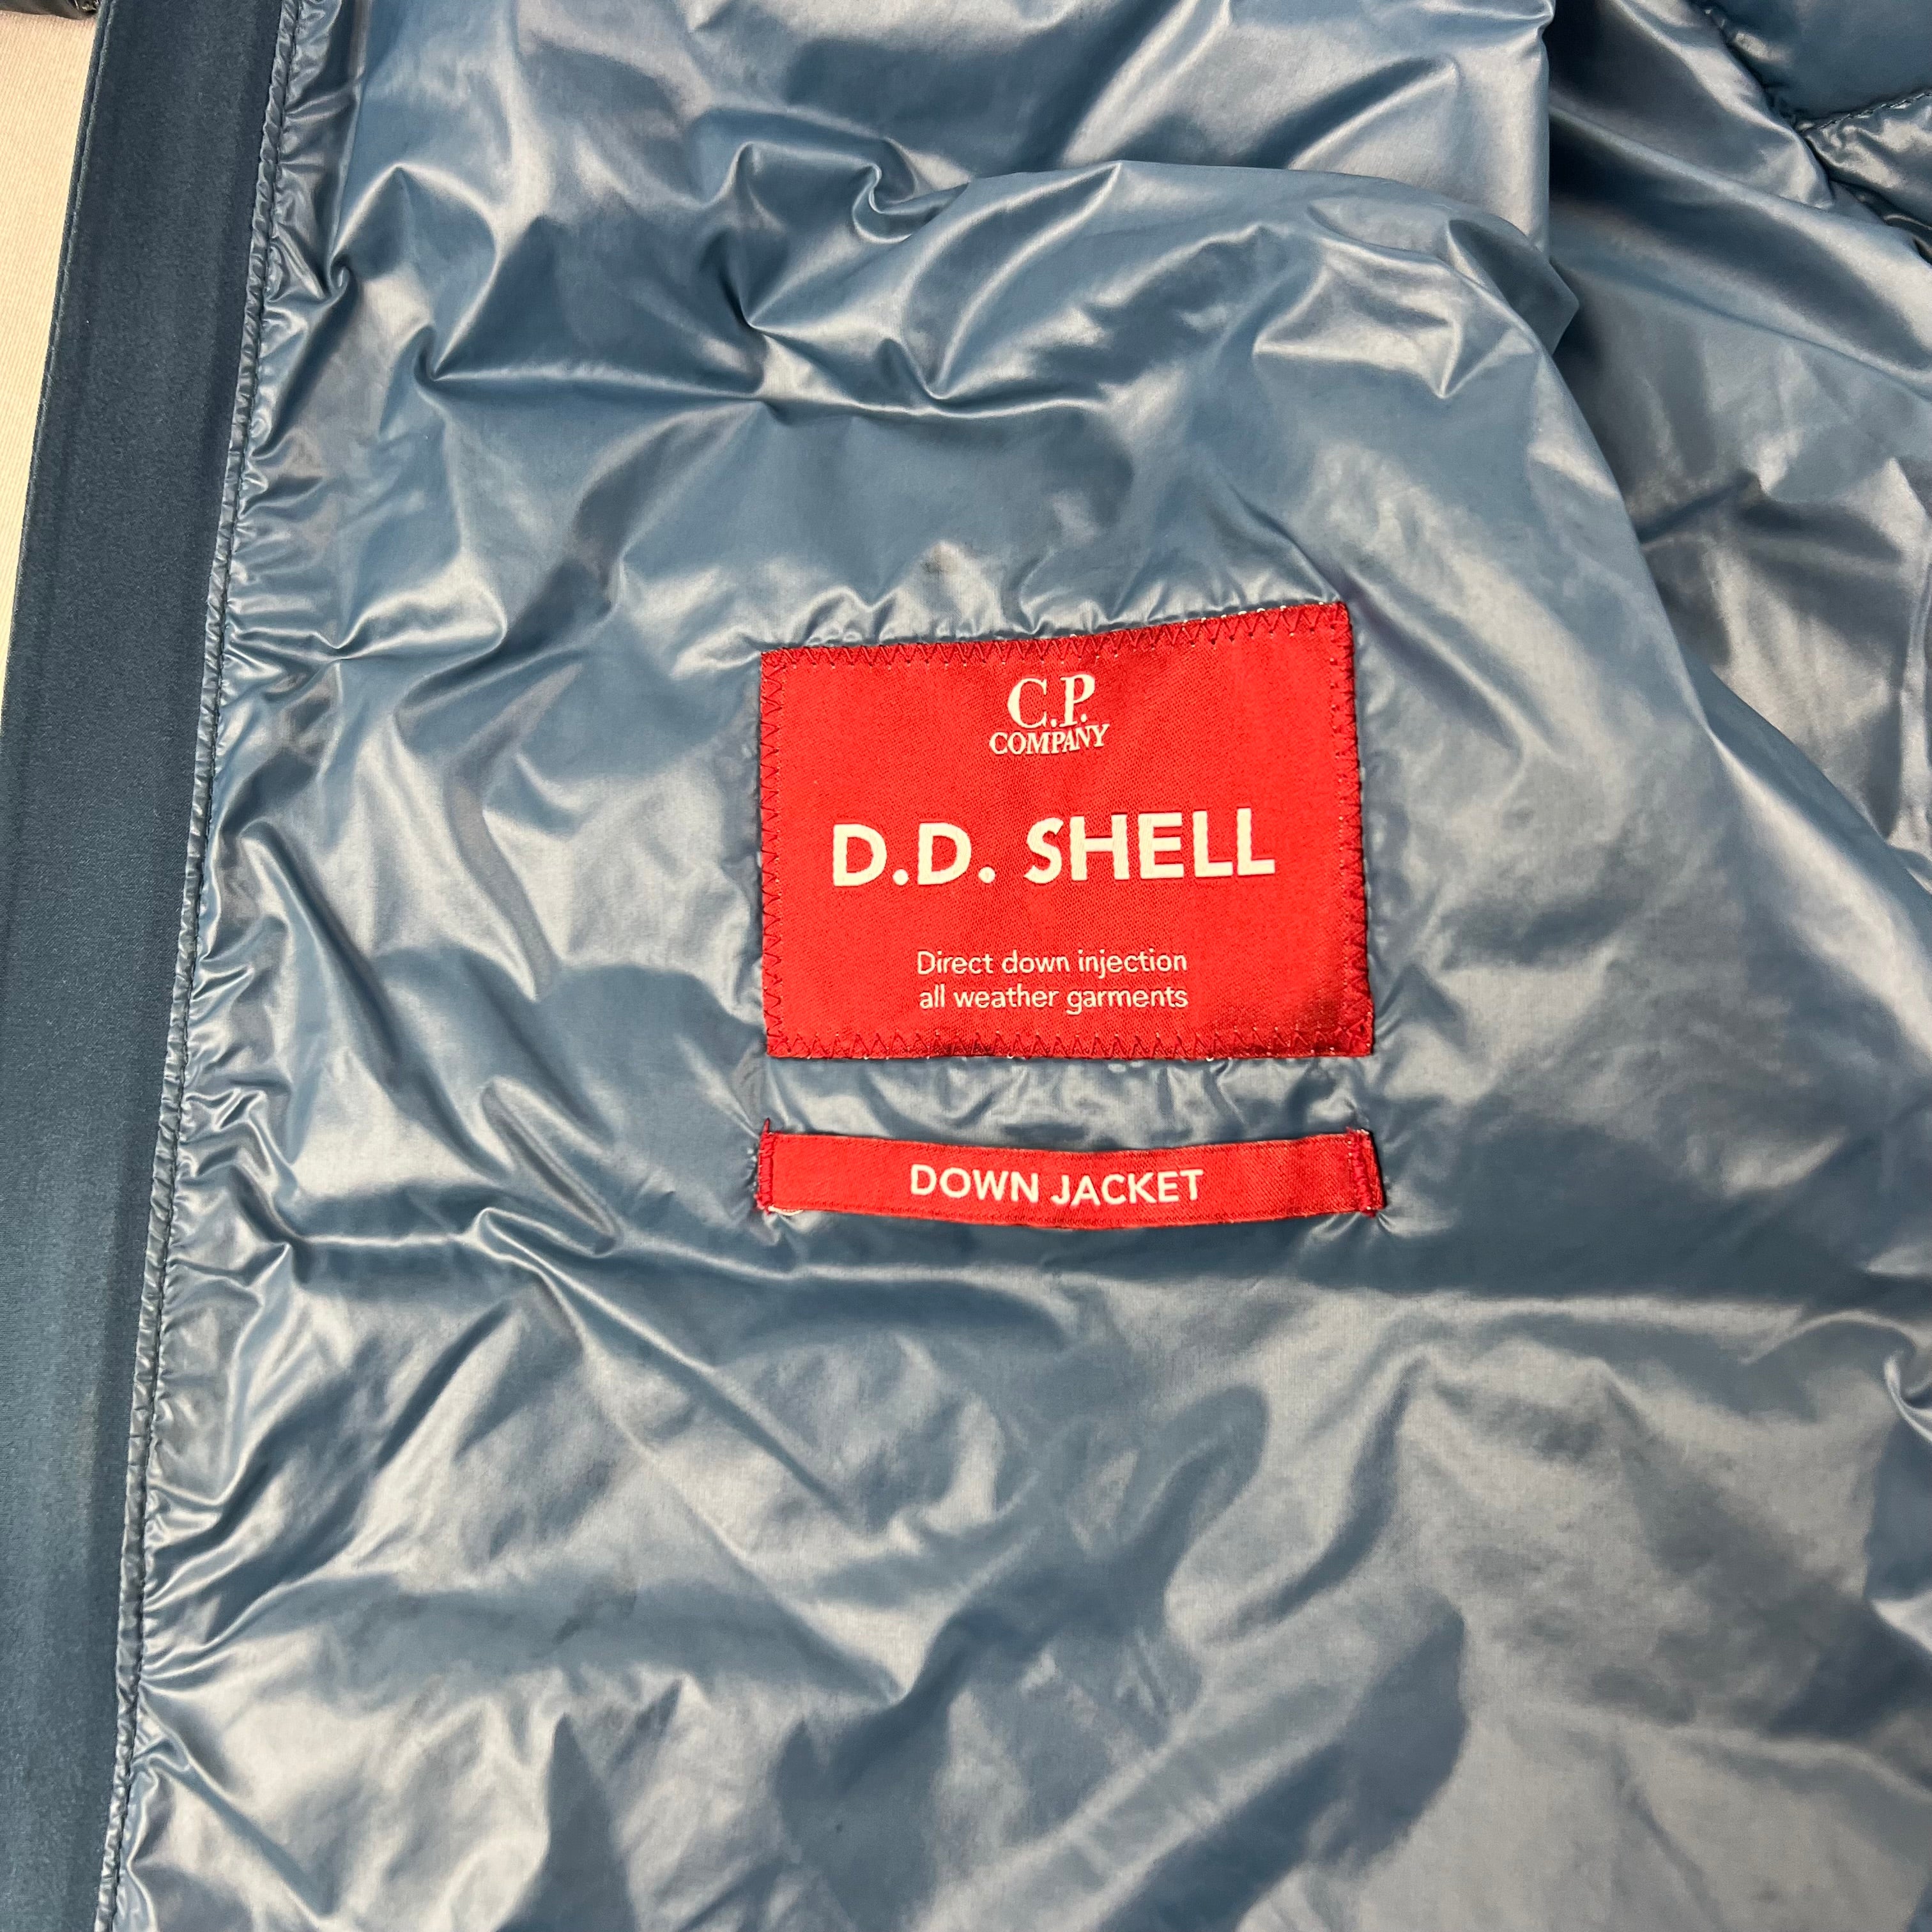 C.P.
COMPANY
D.D. SHELL
Direct down injection
all weather garments
DOWN JACKET